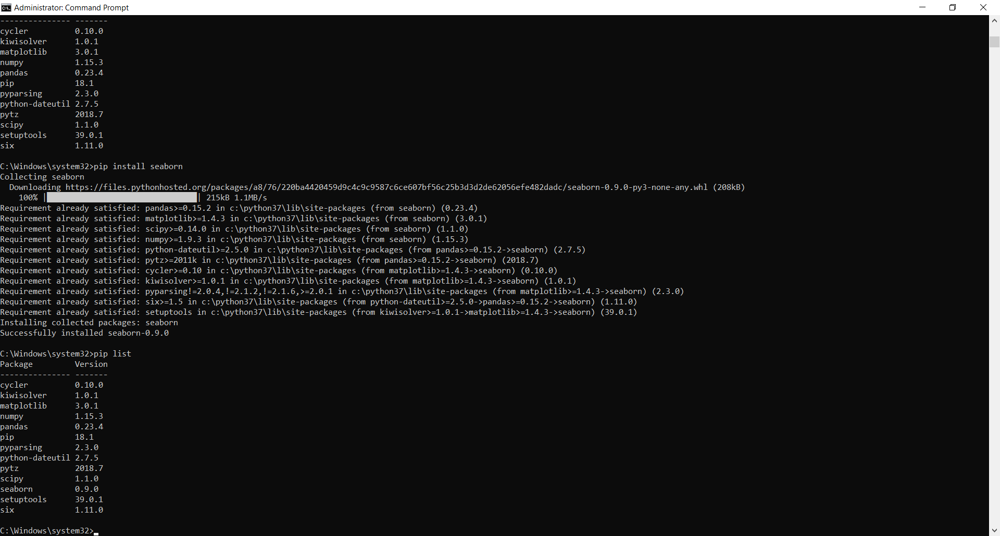 Administrator: Command Prompt
--------------- -------
cycler          0.10.0
kiwisolver      1.0.1
matplotlib      3.0.1
numpy           1.15.3
pandas          0.23.4
pip             18.1
pyparsing       2.3.0
python-dateutil 2.7.5
pytz            2018.7
scipy           1.1.0
setuptools      39.0.1
six             1.11.0
C:\Windows\system32>pip install seaborn
Collecting seaborn
  Downloading https://files.pythonhosted.org/packages/a8/76/220ba4420459d9c4c9c9587c6ce607bf56c25b3d3d2de62056efe482dadc/seaborn-0.9.0-py3-none-any.whl (208kB)
    100% |████████████████████████████████| 215kB 1.1MB/s
Requirement already satisfied: pandas>=0.15.2 in c:\python37\lib\site-packages (from seaborn) (0.23.4)
Requirement already satisfied: matplotlib>=1.4.3 in c:\python37\lib\site-packages (from seaborn) (3.0.1)
Requirement already satisfied: scipy>=0.14.0 in c:\python37\lib\site-packages (from seaborn) (1.1.0)
Requirement already satisfied: numpy>=1.9.3 in c:\python37\lib\site-packages (from seaborn) (1.15.3)
Requirement already satisfied: python-dateutil>=2.5.0 in c:\python37\lib\site-packages (from pandas>=0.15.2->seaborn) (2.7.5)
Requirement already satisfied: pytz>=2011k in c:\python37\lib\site-packages (from pandas>=0.15.2->seaborn) (2018.7)
Requirement already satisfied: cycler>=0.10 in c:\python37\lib\site-packages (from matplotlib>=1.4.3->seaborn) (0.10.0)
Requirement already satisfied: kiwisolver>=1.0.1 in c:\python37\lib\site-packages (from matplotlib>=1.4.3->seaborn) (1.0.1)
Requirement already satisfied: pyparsing!=2.0.4,!=2.1.2,!=2.1.6,>=2.0.1 in c:\python37\lib\site-packages (from matplotlib>=1.4.3->seaborn) (2.3.0)
Requirement already satisfied: six>=1.5 in c:\python37\lib\site-packages (from python-dateutil>=2.5.0->pandas>=0.15.2->seaborn) (1.11.0)
Requirement already satisfied: setuptools in c:\python37\lib\site-packages (from kiwisolver>=1.0.1->matplotlib>=1.4.3->seaborn) (39.0.1)
Installing collected packages: seaborn
Successfully installed seaborn-0.9.0
C:\Windows\system32>pip list
Package         Version
--------------- -------
cycler          0.10.0
kiwisolver      1.0.1
matplotlib      3.0.1
numpy           1.15.3
pandas          0.23.4
pip             18.1
pyparsing       2.3.0
python-dateutil 2.7.5
pytz            2018.7
scipy           1.1.0
seaborn         0.9.0
setuptools      39.0.1
six             1.11.0
C:\Windows\system32>